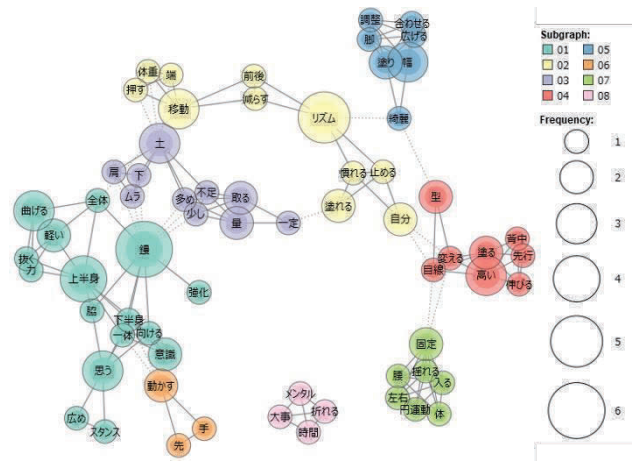 調整
合わせる
脚
広げる
塗り
幅
綺麗
体重
端
押す
移動
前後
減らす
リズム
土
肩
下
ムラ
多め
不足
少し
取る
量
一定
慣れる
止める
塗れる
自分
型
曲げる
全体
軽い
抜く
力
鏝
上半身
強化
脇
下半身
一体
向ける
意識
思う
広め
スタンス
動かす
手
先
目線
変える
塗る
高い
背中
先行
伸びる
固定
腰
揺れる
入る
左右
円運動
体
メンタル
大事
折れる
時間
Subgraph:
01 05
02 06
03 07
04 08
Frequency:
1
2
3
4
5
6